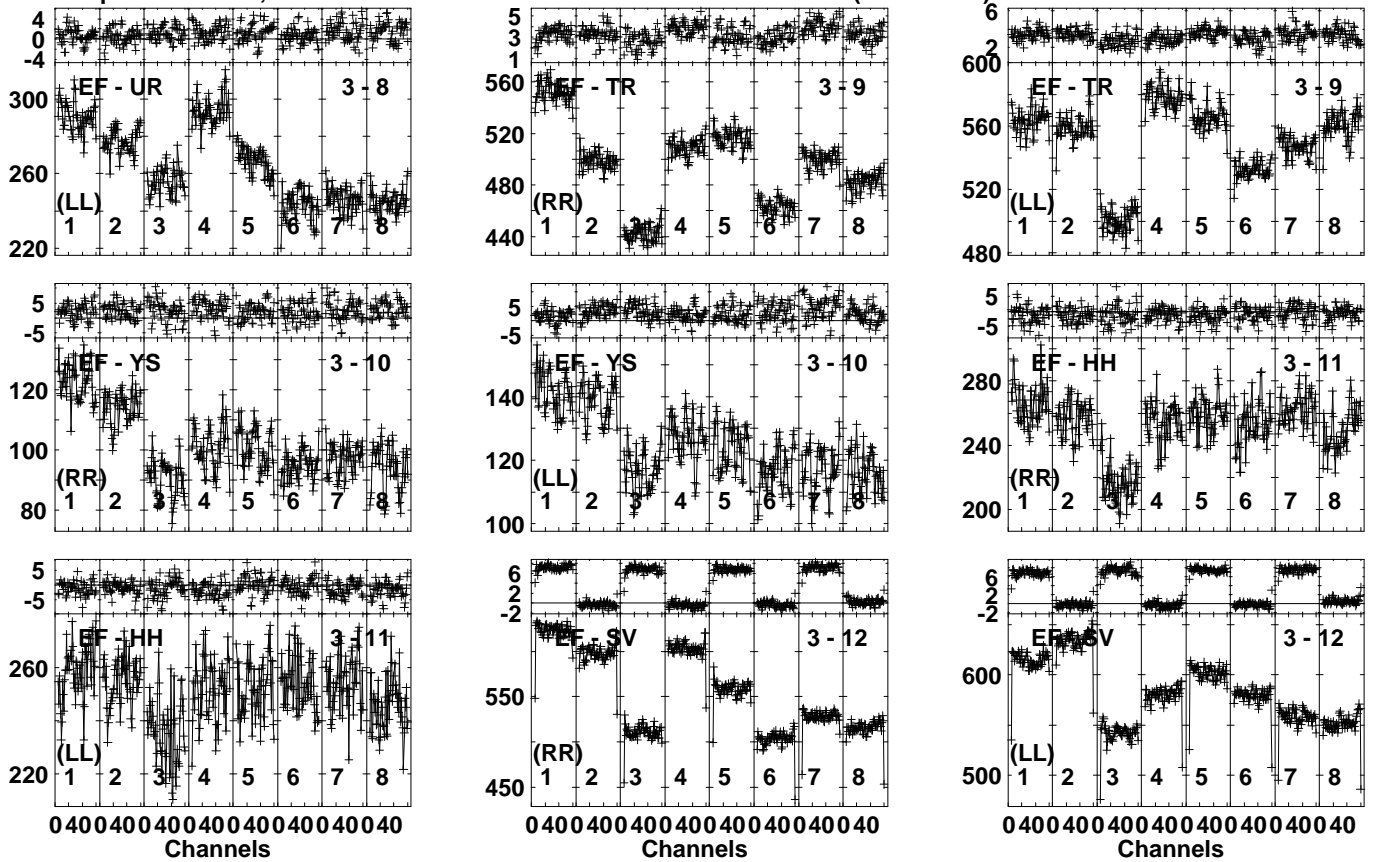 4
0
-4
EF - UR 3 - 8
300
260
220
(LL)
1 2 3 4 5 6 7 8
5
3
1
EF - TR 3 - 9
560
520
480
440
(RR)
1 2 3 4 5 6 7 8
6
2
EF - TR 3 - 9
600
560
520
480
(LL)
1 2 3 4 5 6 7 8
5
-5
EF - YS 3 - 10
120
100
80
(RR)
1 2 3 4 5 6 7 8
5
-5
EF - YS 3 - 10
140
120
100
(LL)
1 2 3 4 5 6 7 8
5
-5
EF - HH 3 - 11
280
240
200
(RR)
1 2 3 4 5 6 7 8
5
-5
EF - HH 3 - 11
260
220
(LL)
1 2 3 4 5 6 7 8
0 40 0 40 0 40 0 40 0 40 0 40 0 40 0 40
Channels
6
2
-2
EF - SV 3 - 12
550
450
(RR)
1 2 3 4 5 6 7 8
0 40 0 40 0 40 0 40 0 40 0 40 0 40 0 40
Channels
6
2
-2
EF - SV 3 - 12
600
500
(LL)
1 2 3 4 5 6 7 8
0 40 0 40 0 40 0 40 0 40 0 40 0 40 0 40
Channels